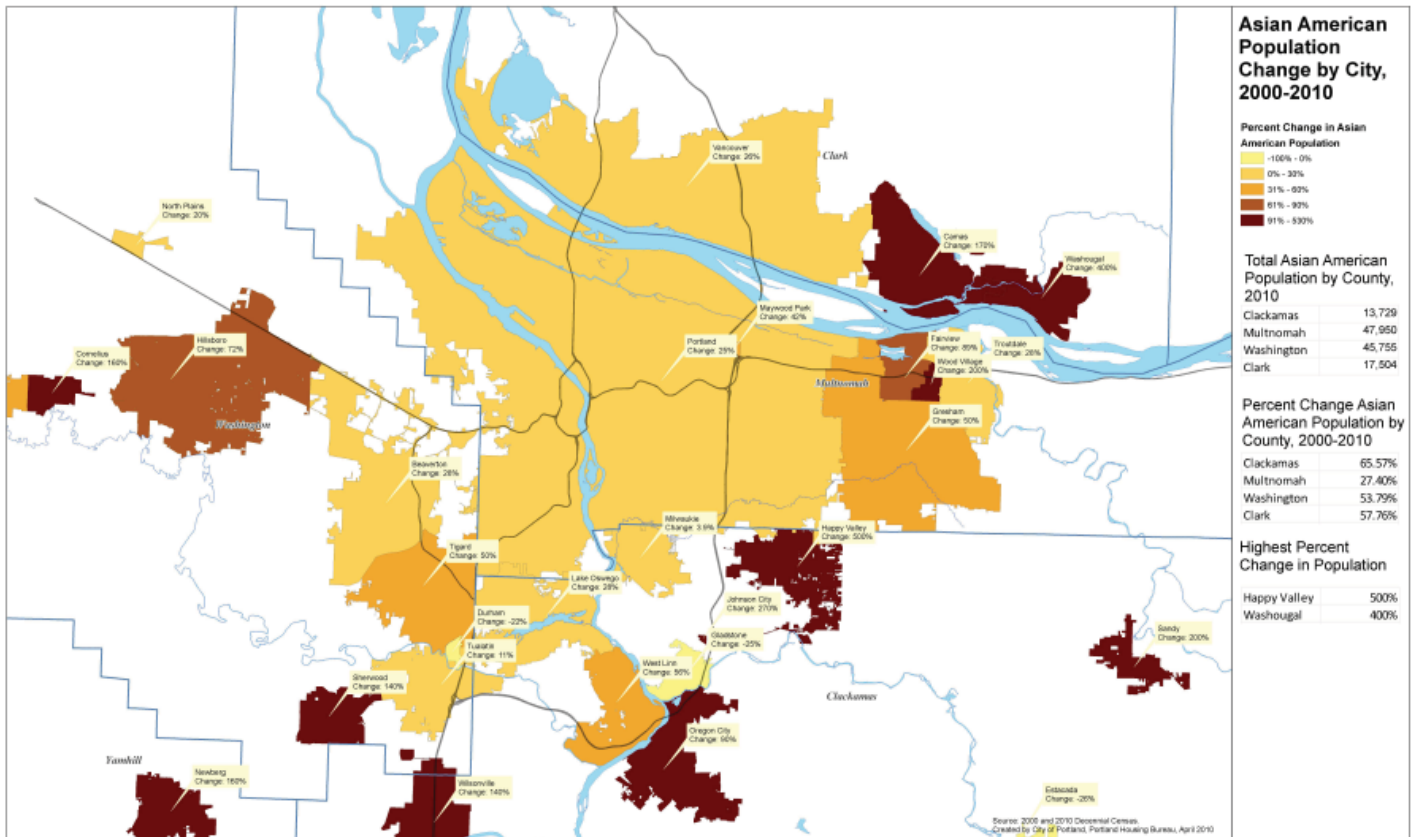 Asian American
Population
Change by City,
2000-2010
Percent Change in Asian
American Population
-100% - 0%
0% - 30%
31% - 60%
61% - 90%
91% - 530%
Total Asian American
Population by County,
2010
Clackamas 13,729
Multnomah 47,950
Washington 45,755
Clark 17,504
Percent Change Asian
American Population by
County, 2000-2010
Clackamas 65.57%
Multnomah 27.40%
Washington 53.79%
Clark 57.76%
Highest Percent
Change in Population
Happy Valley 500%
Washougal 400%
Vancouver
Change: 26%
Clark
North Plains
Change: 20%
Camas
Change: 170%
Washougal
Change: 400%
Maywood Park
Change: 42%
Hillsboro
Change: 72%
Cornelius
Change: 160%
Portland
Change: 25%
Fairview
Change: 89%
Troutdale
Change: 26%
Wood Village
Change: 200%
Multnomah
Gresham
Change: 50%
Washington
Beaverton
Change: 28%
Milwaukie
Change: 3.9%
Happy Valley
Change: 500%
Tigard
Change: 50%
Lake Oswego
Change: 28%
Johnson City
Change: 270%
Durham
Change: -22%
Gladstone
Change: -25%
Sandy
Change: 200%
Tualatin
Change: 11%
West Linn
Change: 56%
Sherwood
Change: 140%
Clackamas
Oregon City
Change: 90%
Yamhill
Newberg
Change: 160%
Wilsonville
Change: 140%
Estacada
Change: -26%
Source: 2000 and 2010 Decennial Census.
Created by City of Portland, Portland Housing Bureau, April 2010